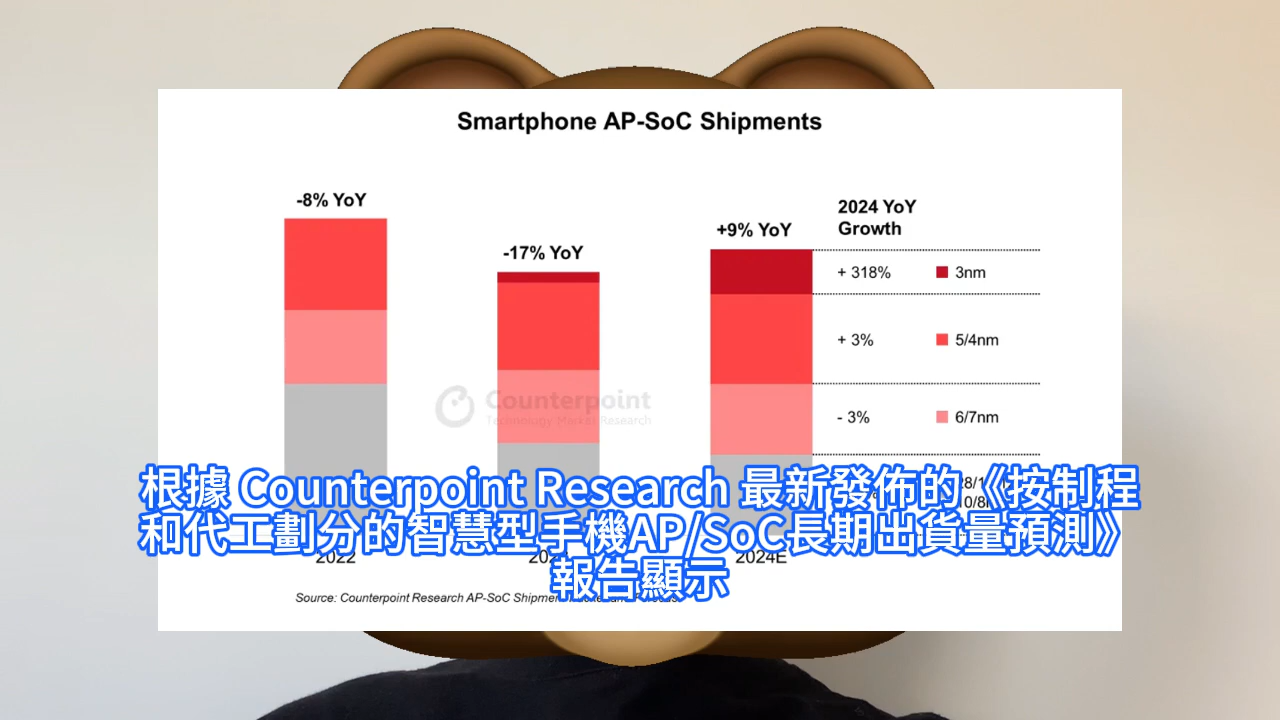 Smartphone AP-SoC Shipments
-8% YoY
-17% YoY
+9% YoY
2024 YoY
Growth
+ 318%
3nm
+ 3%
5/4nm
- 3%
6/7nm
Counterpoint
Technology Market Research
根據 Counterpoint Research 最新發佈的《按制程
和代工劃分的智慧型手機AP/SoC長期出貨量預測》
報告顯示
2022
2024E
Source: Counterpoint Research AP-SoC